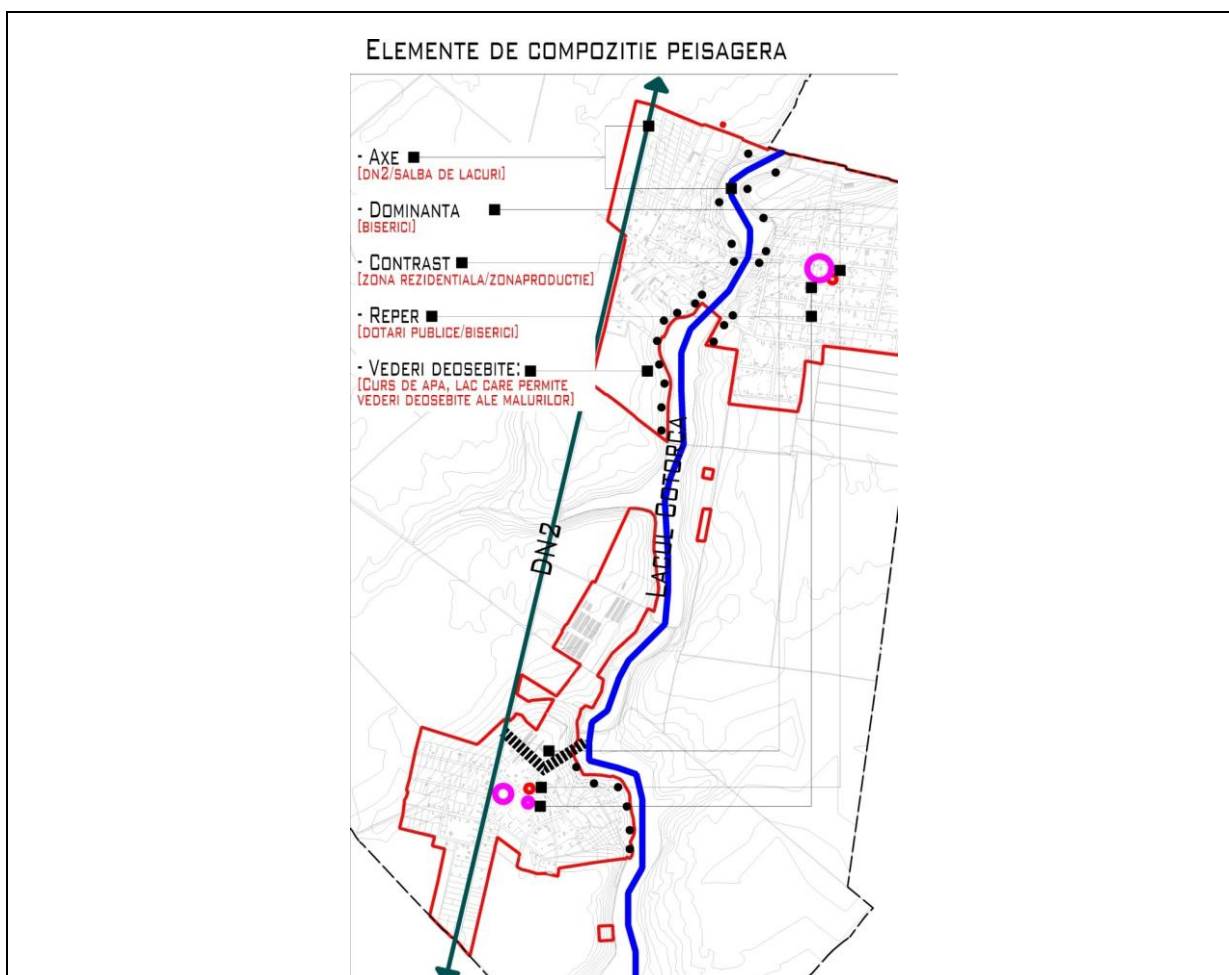 ELEMENTE DE COMPOZITIE PEISAGERA
- AXE
[DN2/SALBA DE LACURI]
- DOMINANTA
[BISERICI]
- CONTRAST
[ZONA REZIDENTIALA/ZONAPRODUCTIE]
- REPER
[DOTARI PUBLICE/BISERICI]
- VEDERI DEOSEBITE:
[CURS DE APA, LAC CARE PERMITE
VEDERI DEOSEBITE ALE MALURILOR]
LACUL COTORCA
DN2